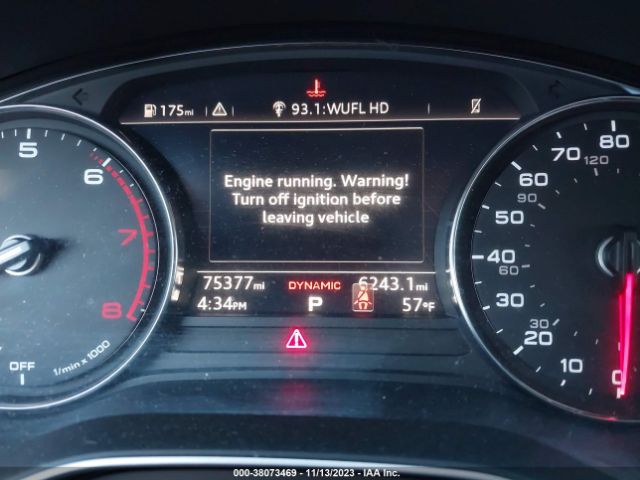 175mi
93.1:WUFL HD
Engine running. Warning!
Turn off ignition before
leaving vehicle
75377mi
DYNAMIC
6243.1mi
4:34PM
P
57°F
5
6
7
8
OFF
1/min x 1000
80
120
70
60
90
50
40
60
30
30
20
10
0
000-38073469 - 11/13/2023 - IAA Inc.